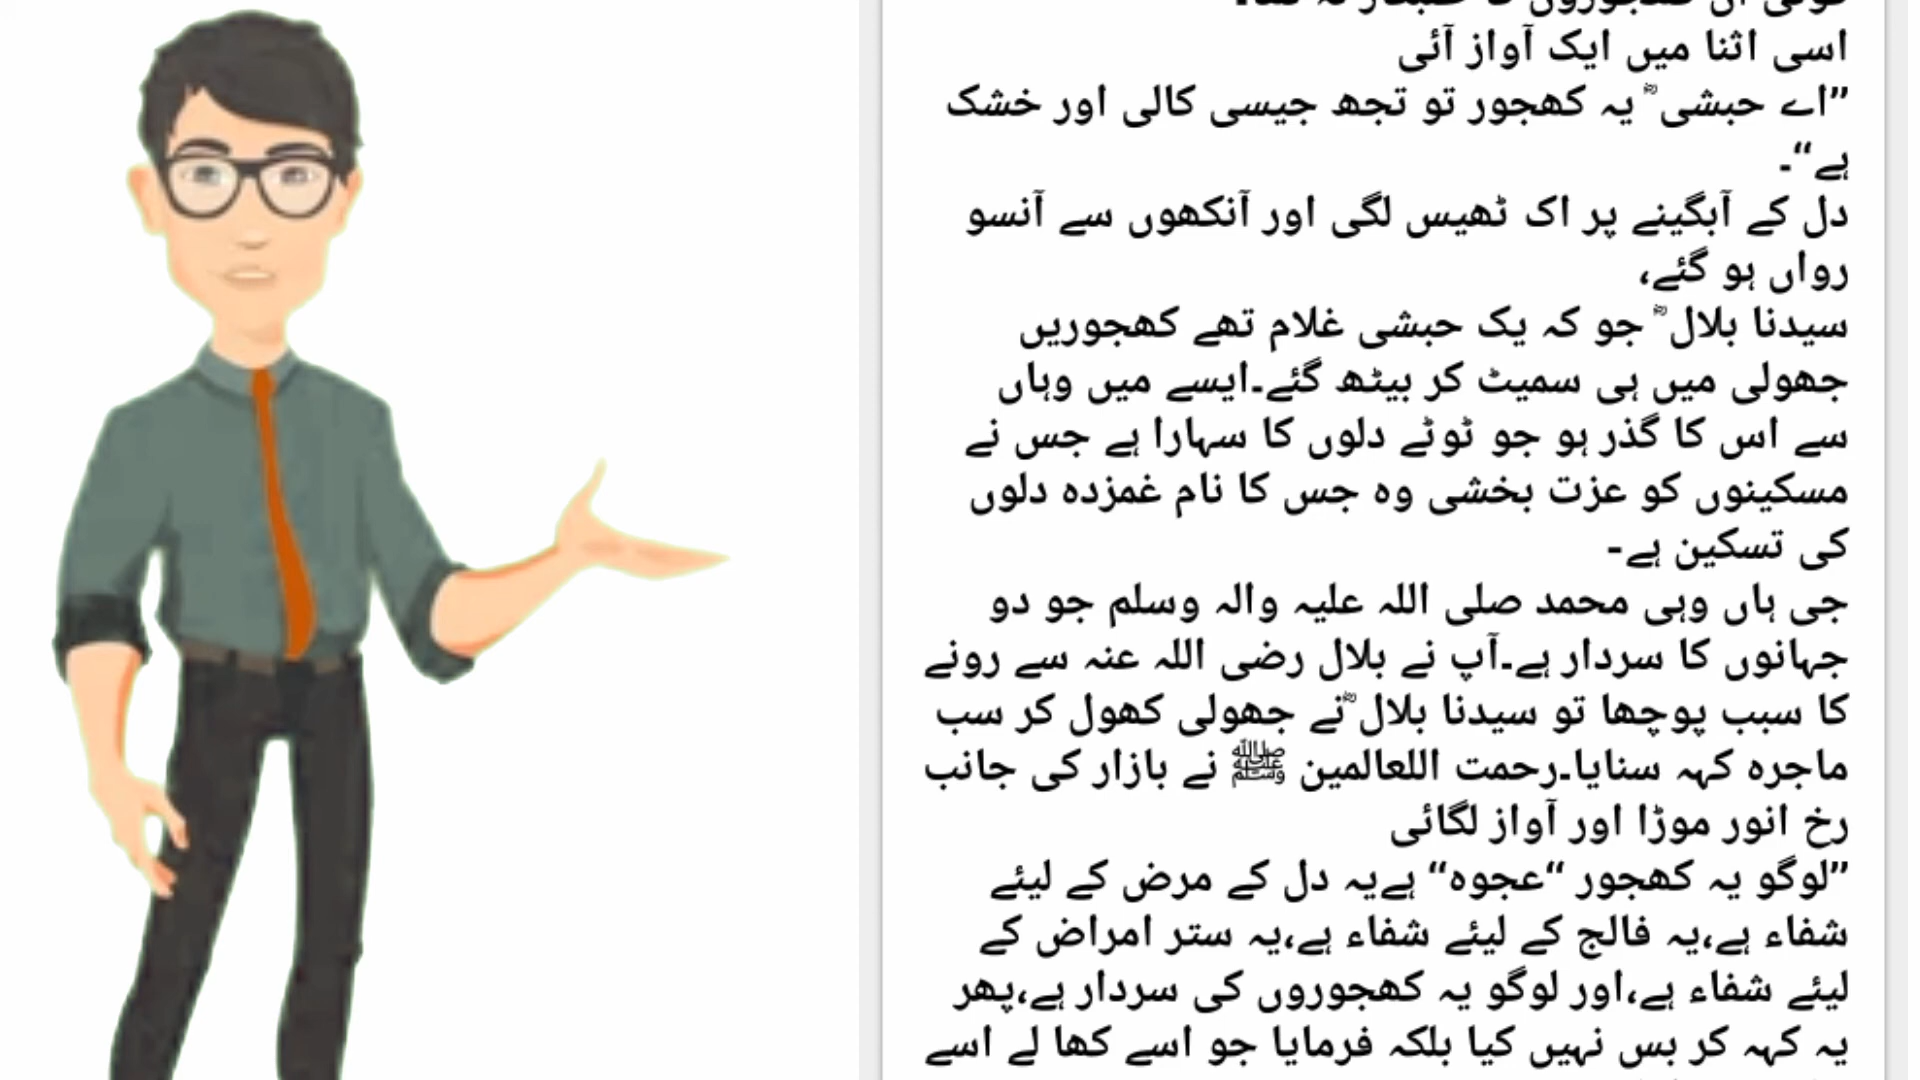 اسی اثنا میں ایک آواز آئی
”اے حبشیؓ یہ کھجور تو تجھ جیسی کالی اور خشک
ہے“۔
دل کے آبگینے پر اک ٹھیس لگی اور آنکھوں سے آنسو
رواں ہو گئے،
سیدنا بلالؓ جو کہ یک حبشی غلام تھے کھجوریں
جھولی میں ہی سمیٹ کر بیٹھ گئے۔ایسے میں وہاں
سے اس کا گذر ہو جو ٹوٹے دلوں کا سہارا ہے جس نے
مسکینوں کو عزت بخشی وہ جس کا نام غمزدہ دلوں
کی تسکین ہے-
جی ہاں وہی محمد صلی اللہ علیہ والہ وسلم جو دو
جہانوں کا سردار ہے۔آپ نے بلال رضی اللہ عنہ سے رونے
کا سبب پوچھا تو سیدنا بلالؓنے جھولی کھول کر سب
ماجرہ کہہ سنایا۔رحمت اللعالمین ﷺ نے بازار کی جانب
رخ انور موڑا اور آواز لگائی
”لوگو یہ کھجور “عجوہ“ ہےیہ دل کے مرض کے لیئے
شفاء ہے،یہ فالج کے لیئے شفاء ہے،یہ ستر امراض کے
لیئے شفاء ہے،اور لوگو یہ کھجوروں کی سردار ہے،پھر
یہ کہہ کر بس نہیں کیا بلکہ فرمایا جو اسے کھا لے اسے